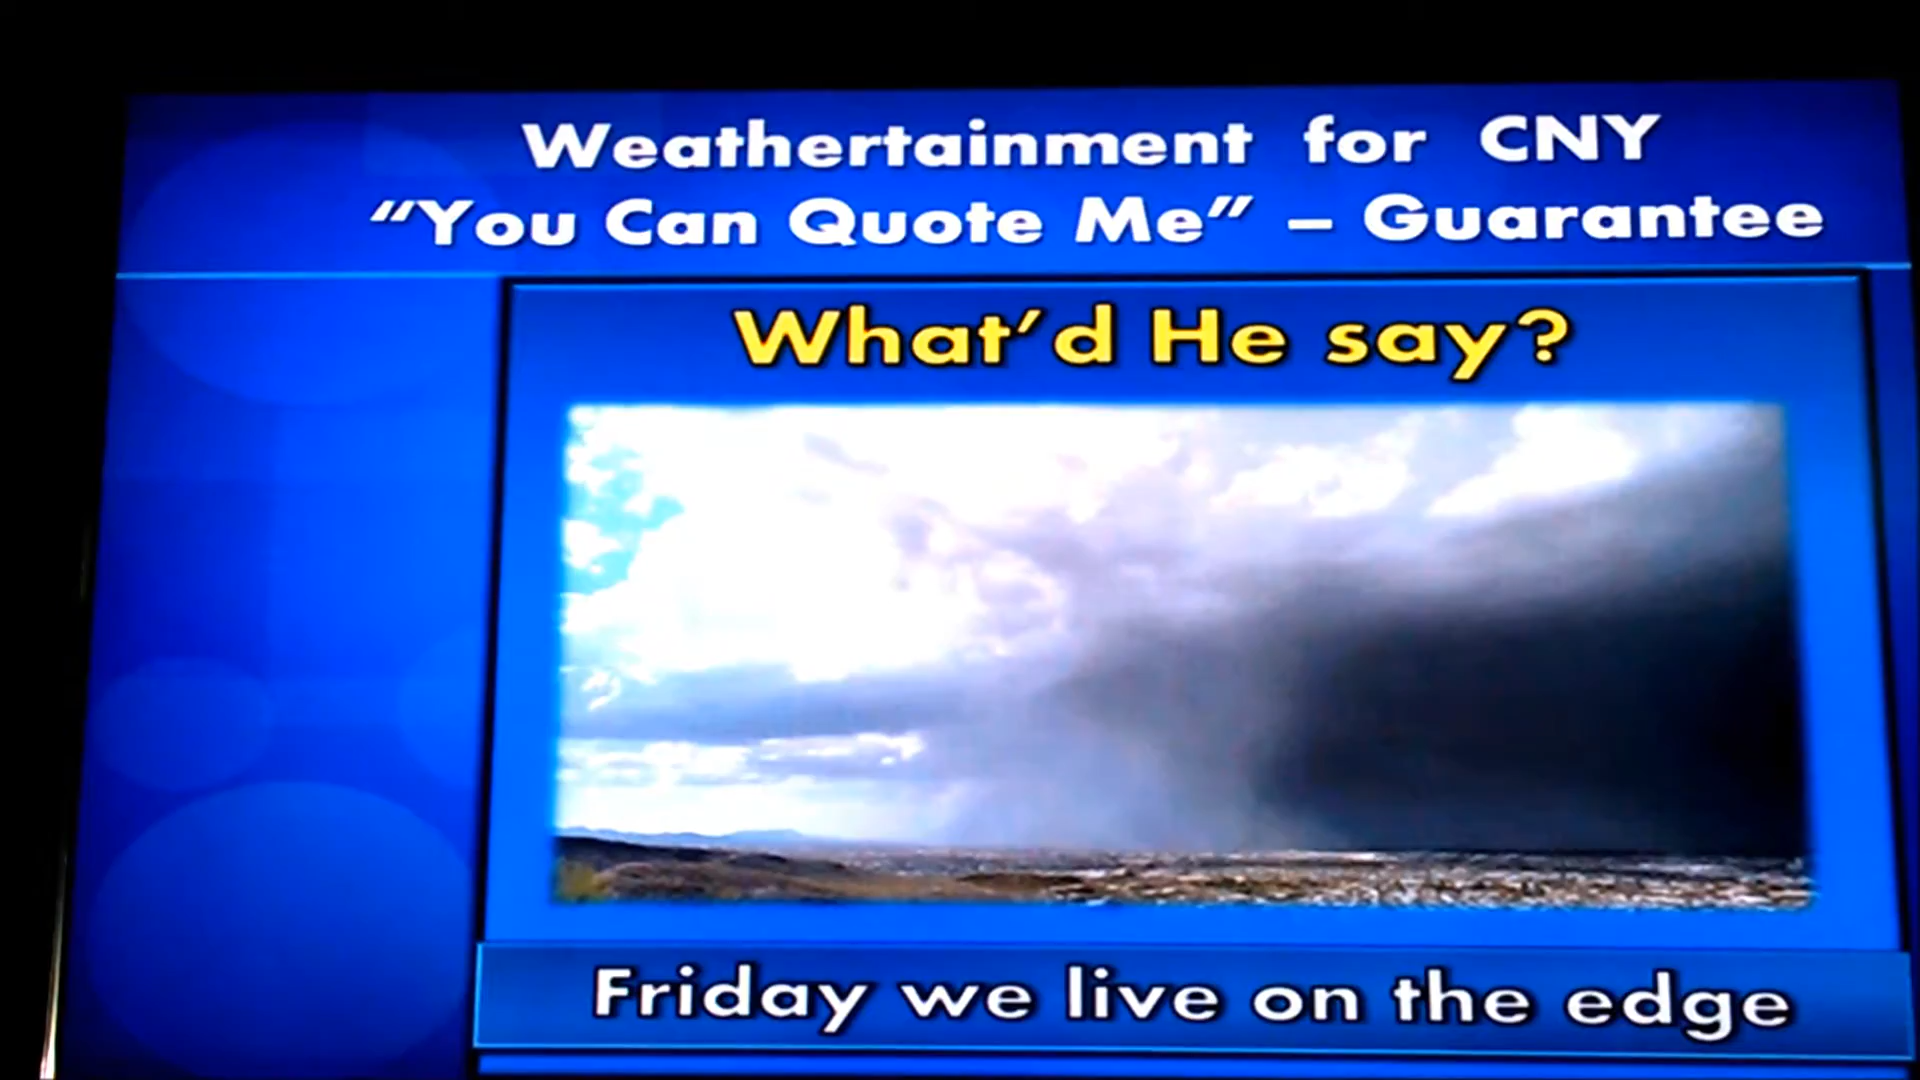 Weathertainment for CNY
"You Can Quote Me" – Guarantee
What'd He say?
Friday we live on the edge